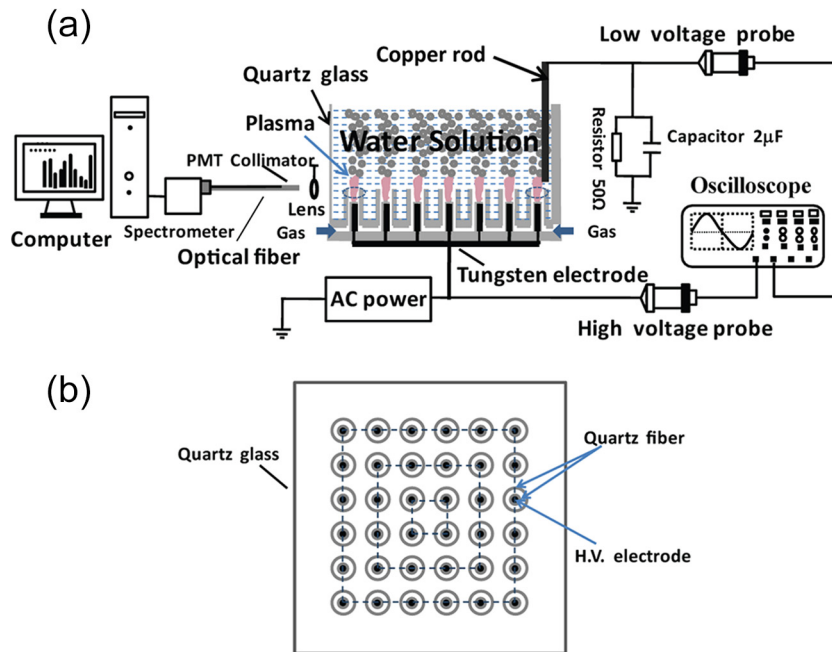 (a)
Low voltage probe
Copper rod
Quartz glass
Plasma
Water Solution
Resistor 50Ω
Capacitor 2μF
PMT Collimator
Oscilloscope
Lens
Computer
Spectrometer
Gas
Gas
Optical fiber
Tungsten electrode
AC power
High voltage probe
(b)
Quartz glass
Quartz fiber
H.V. electrode